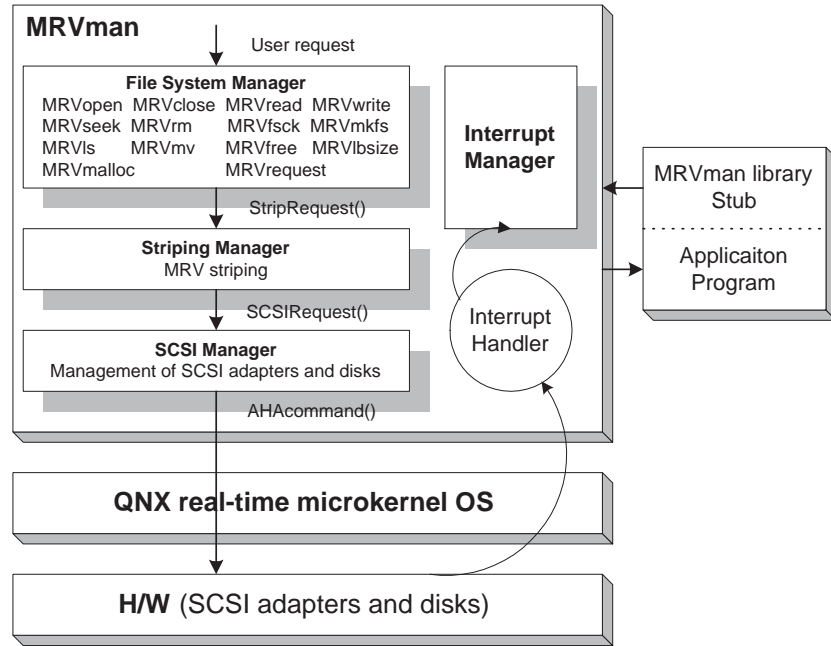 MRVman
User request
File System Manager
MRVopen MRVclose MRVread MRVwrite
MRVseek MRVrm MRVfsck MRVmkfs
MRVls MRVmv MRVfree MRVlbsize
MRVmalloc MRVrequest
StripRequest()
Striping Manager
MRV striping
SCSIRequest()
SCSI Manager
Management of SCSI adapters and disks
AHAcommand()
Interrupt
Manager
Interrupt
Handler
MRVman library
Stub
Applicaiton
Program
QNX real-time microkernel OS
H/W (SCSI adapters and disks)